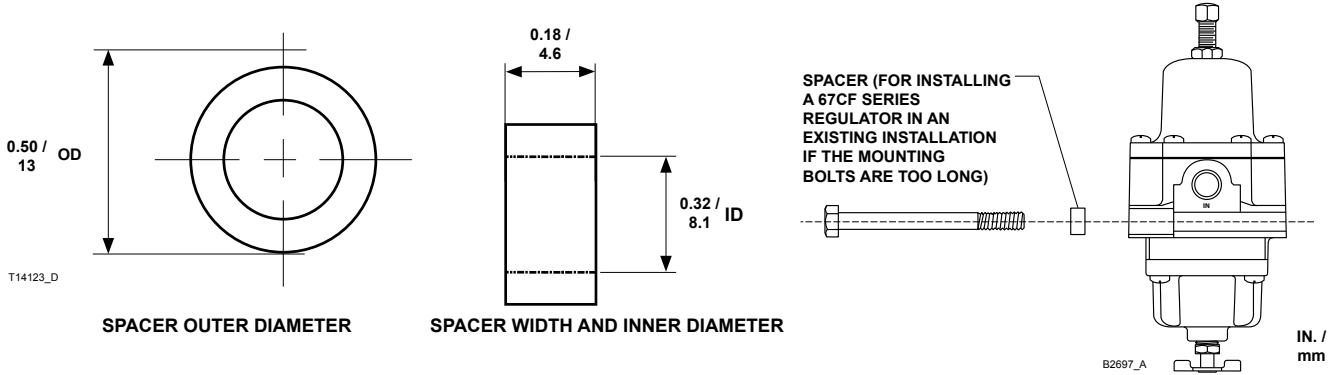 0.50 /
13
OD
T14123_D
SPACER OUTER DIAMETER
0.18 /
4.6
0.32 /
8.1
ID
SPACER WIDTH AND INNER DIAMETER
SPACER (FOR INSTALLING
A 67CF SERIES
REGULATOR IN AN
EXISTING INSTALLATION
IF THE MOUNTING
BOLTS ARE TOO LONG)
IN
B2697_A
IN. /
mm